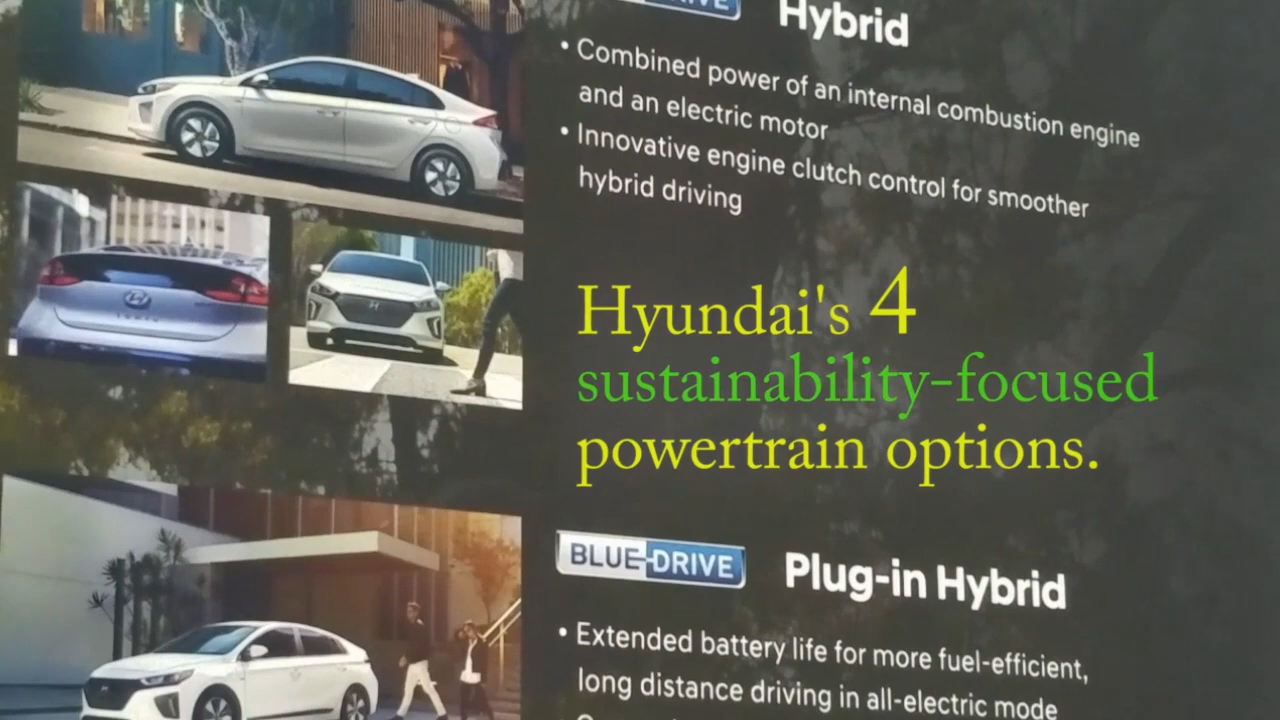 DRIVE
Hybrid
• Combined power of an internal combustion engine
and an electric motor
• Innovative engine clutch control for smoother
hybrid driving
Hyundai's 4
sustainability-focused
powertrain options.
BLUE-DRIVE
Plug-in Hybrid
• Extended battery life for more fuel-efficient,
long distance driving in all-electric mode